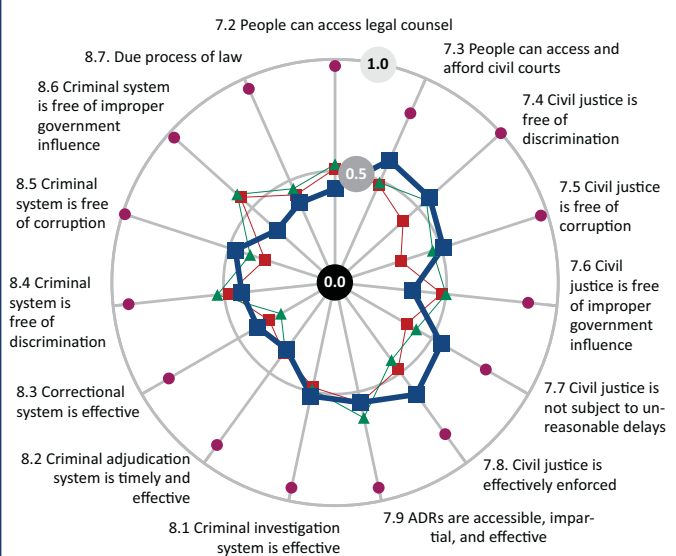 7.2 People can access legal counsel
8.7. Due process of law
7.3 People can access and
afford civil courts
1.0
8.6 Criminal system
is free of improper
government
influence
7.4 Civil justice is
free of
discrimination
0.5
8.5 Criminal
system is free
of corruption
7.5 Civil justice
is free of
corruption
7.6 Civil
justice is free
of improper
government
influence
0.0
8.4 Criminal
system is
free of
discrimination
8.3 Correctional
system is effective
7.7 Civil justice is
not subject to un-
reasonable delays
8.2 Criminal adjudication
system is timely and
effective
7.8. Civil justice is
effectively enforced
8.1 Criminal investigation
system is effective
7.9 ADRs are accessible, impar-
tial, and effective